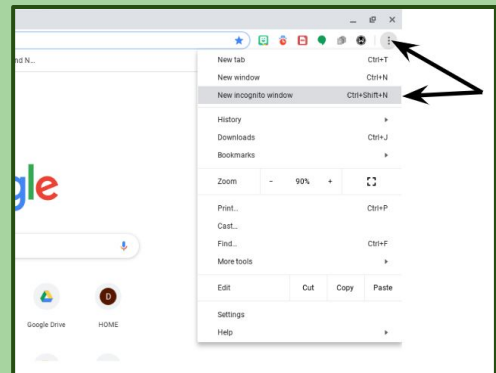 nd N...
New tab Ctrl+T
New window Ctrl+N
New incognito window Ctrl+Shift+N
History
Downloads Ctrl+J
Bookmarks
Zoom - 90% +
Print... Ctrl+P
Cast...
Find... Ctrl+F
More tools
Edit Cut Copy Paste
Settings
Help
gle
D
Google Drive HOME